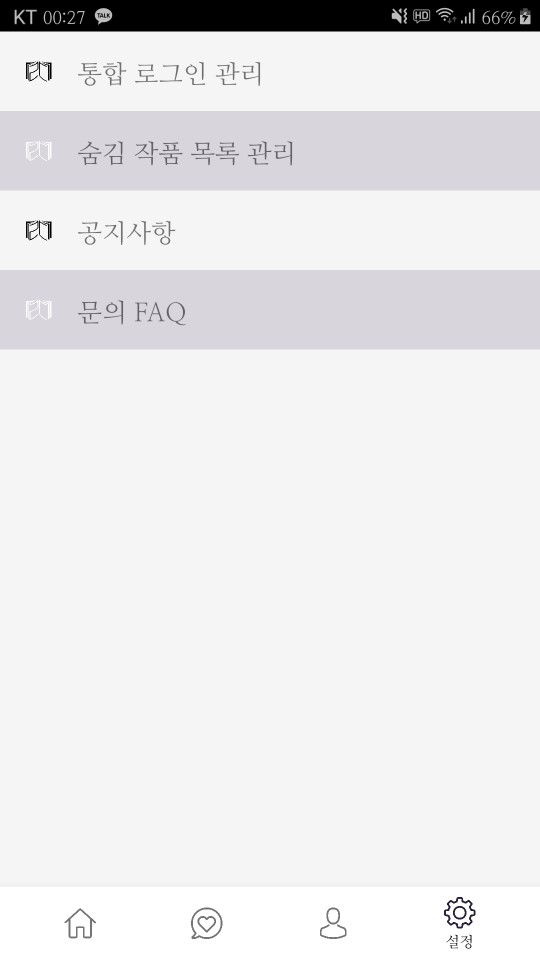 KT 00:27 TALK HD 66%
통합 로그인 관리
숨김 작품 목록 관리
공지사항
문의 FAQ
설정